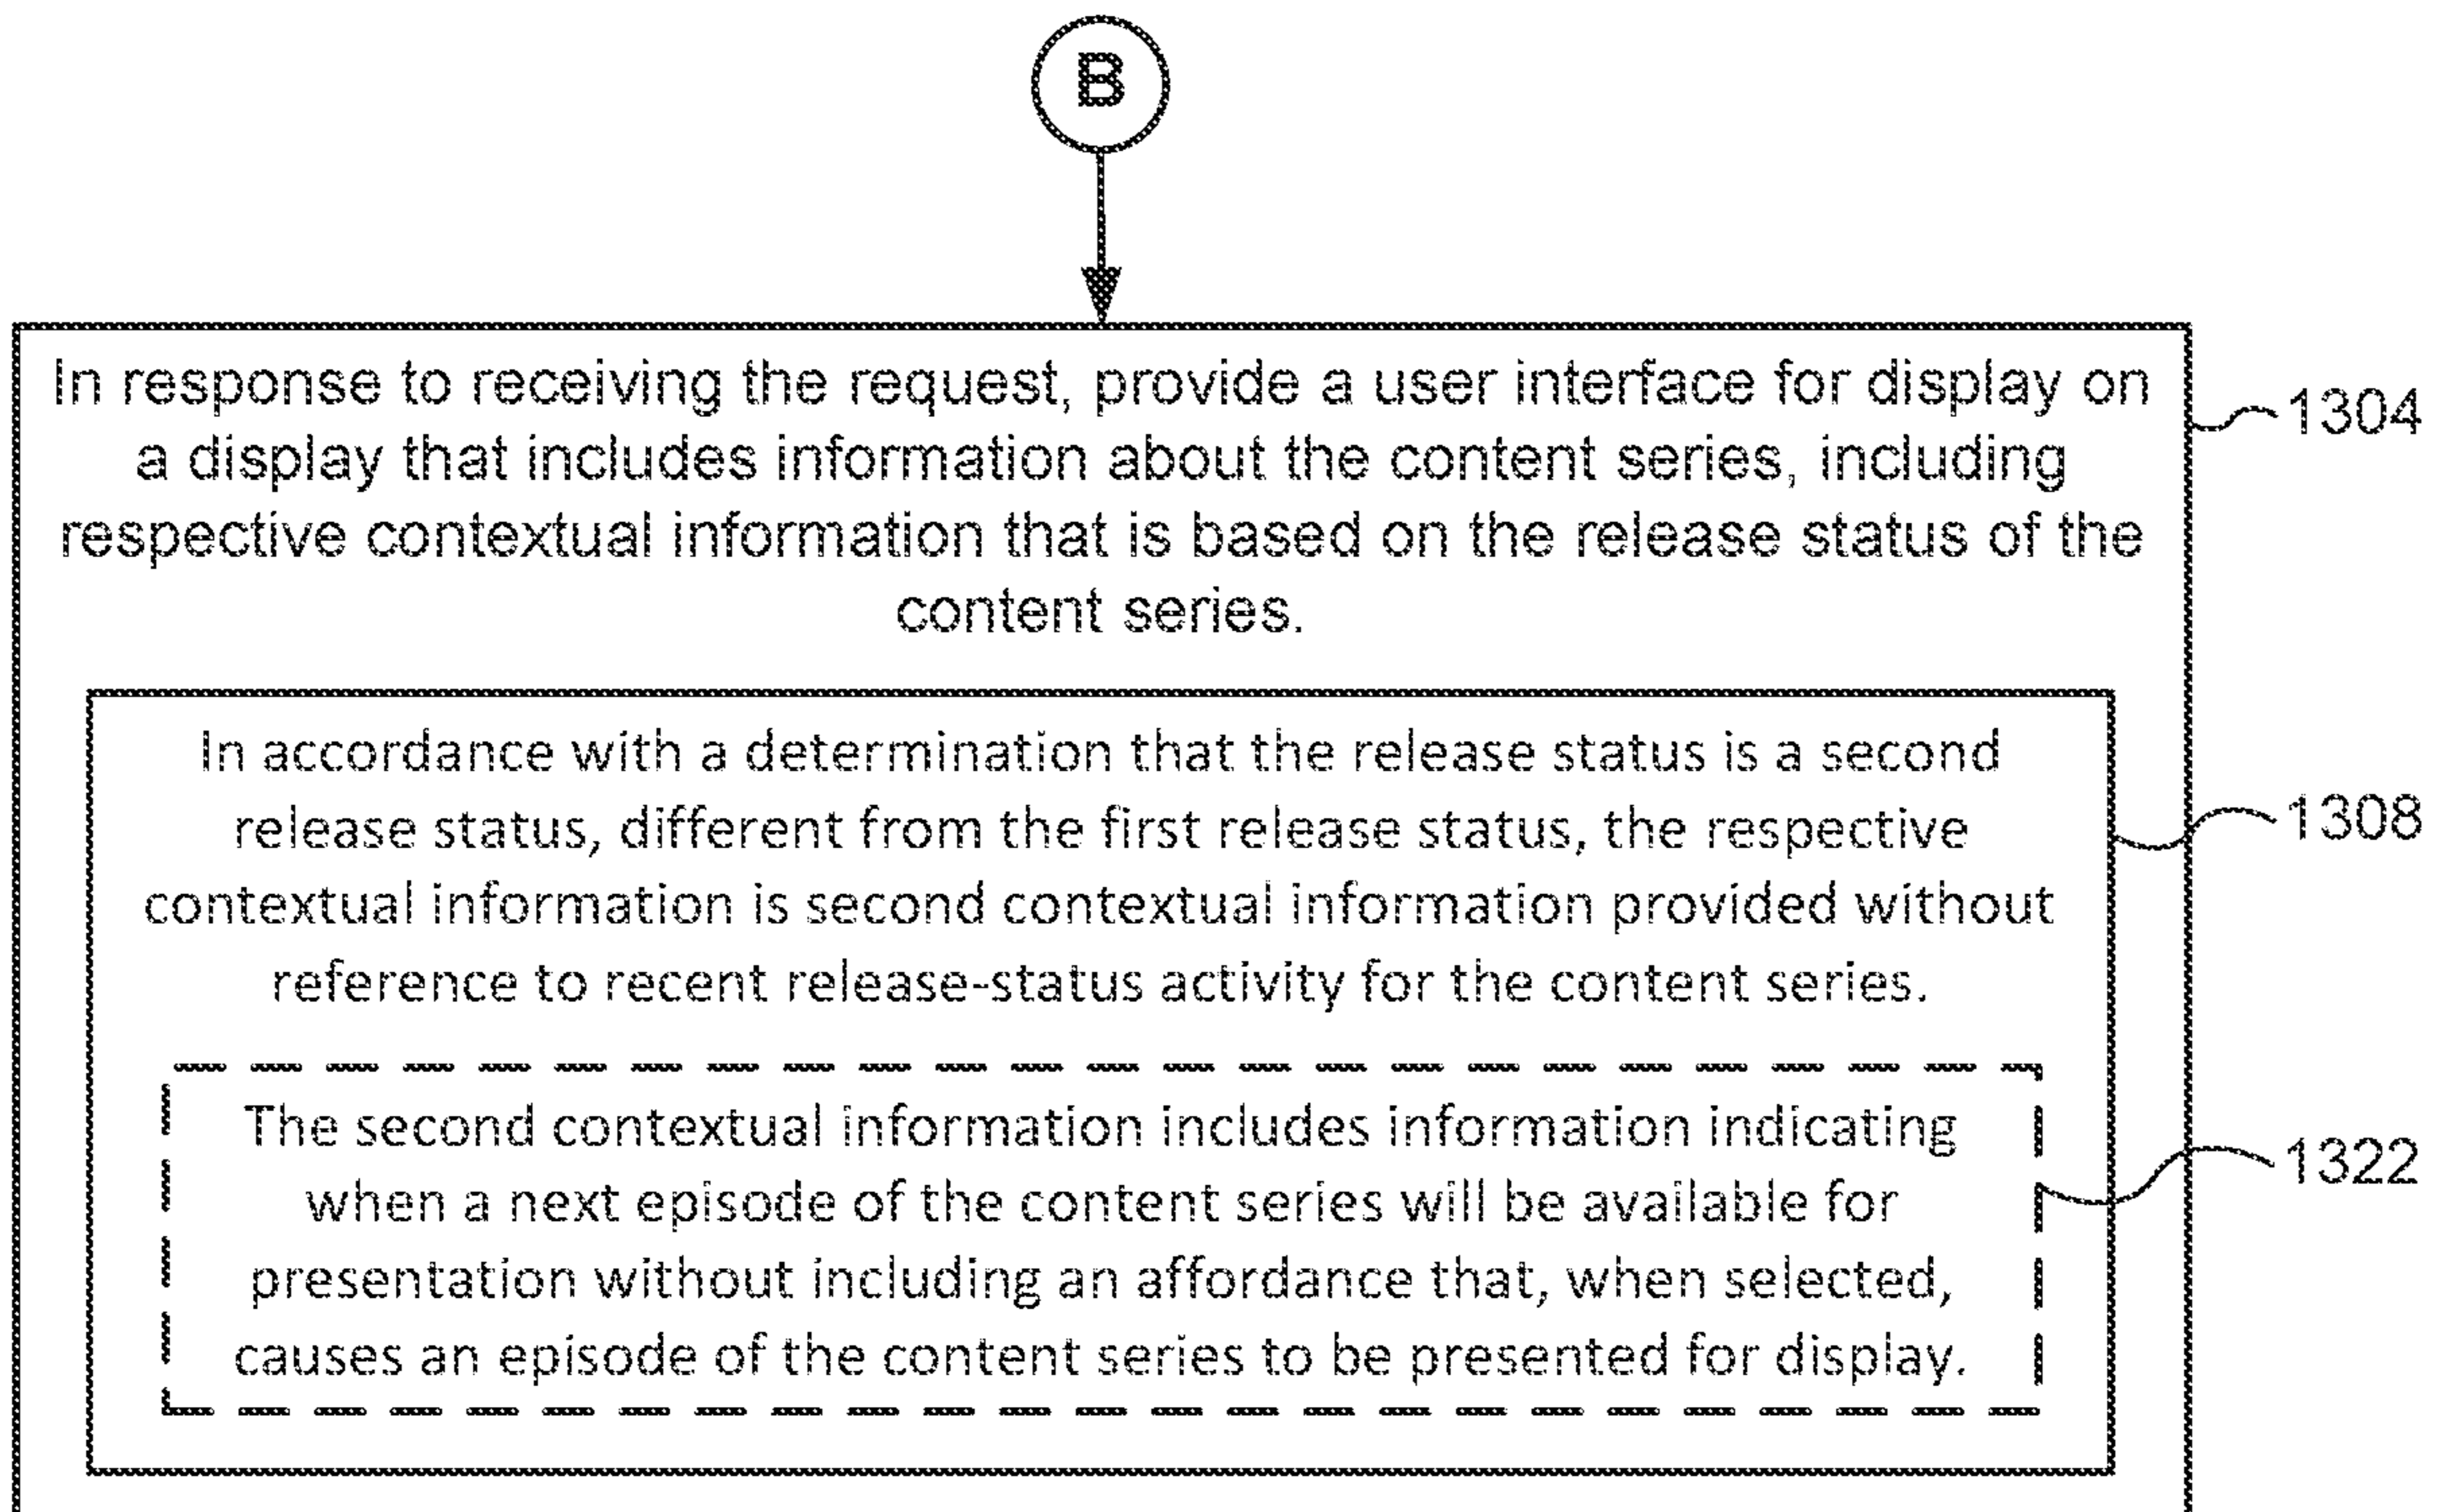 B
In response to receiving the request, provide a user interface for display on
a display that includes information about the content series, including
respective contextual information that is based on the release status of the
content series.
1304
In accordance with a determination that the release status is a second
release status, different from the first release status, the respective
contextual information is second contextual information provided without
reference to recent release-status activity for the content series.
1308
The second contextual information includes information indicating
when a next episode of the content series will be available for
presentation without including an affordance that, when selected,
causes an episode of the content series to be presented for display.
1322